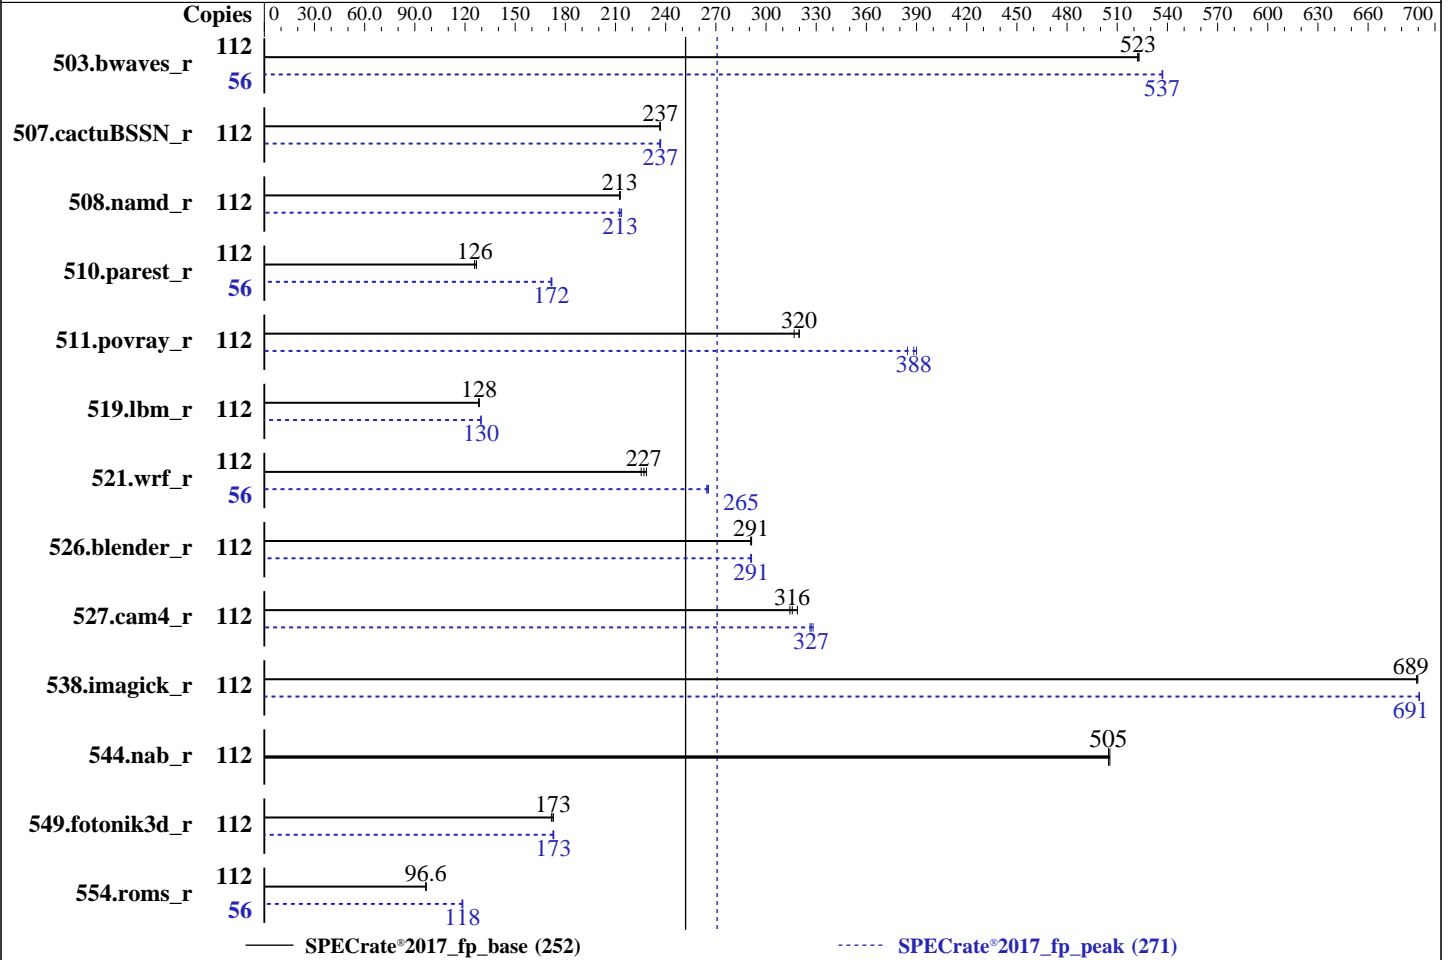 Copies 0 30.0 60.0 90.0 120 150 180 210 240 270 300 330 360 390 420 450 480 510 540 570 600 630 660 700
503.bwaves_r 112 523
56 537
507.cactuBSSN_r 112 237
237
508.namd_r 112 213
213
510.parest_r 112 126
56 172
511.povray_r 112 320
388
519.lbm_r 112 128
130
521.wrf_r 112 227
56 265
526.blender_r 112 291
291
527.cam4_r 112 316
327
538.imagick_r 112 689
691
544.nab_r 112 505
549.fotonik3d_r 112 173
173
554.roms_r 112 96.6
56 118
SPECrate®2017_fp_base (252) SPECrate®2017_fp_peak (271)